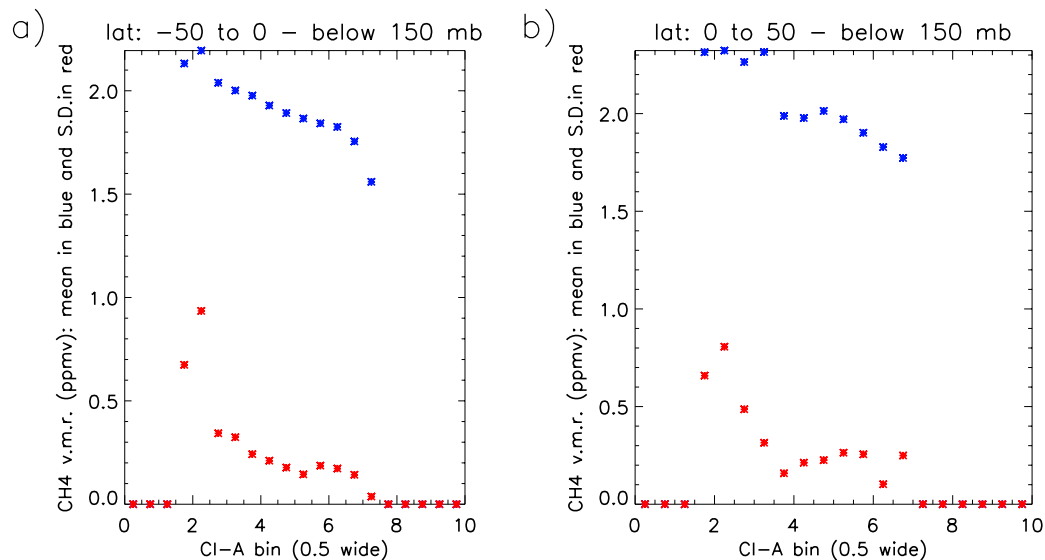 a)
lat: -50 to 0 - below 150 mb
CH4 v.m.r. (ppmv): mean in blue and S.D.in red
2.0
1.5
1.0
0.5
0.0
0 2 4 6 8 10
CI-A bin (0.5 wide)
b)
lat: 0 to 50 - below 150 mb
CH4 v.m.r. (ppmv): mean in blue and S.D.in red
2.0
1.5
1.0
0.5
0.0
0 2 4 6 8 10
CI-A bin (0.5 wide)